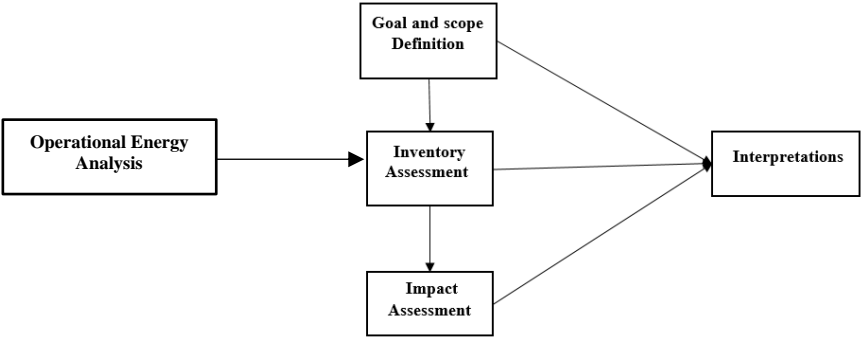 Goal and scope
Definition
Operational Energy
Analysis
Inventory
Assessment
Interpretations
Impact
Assessment